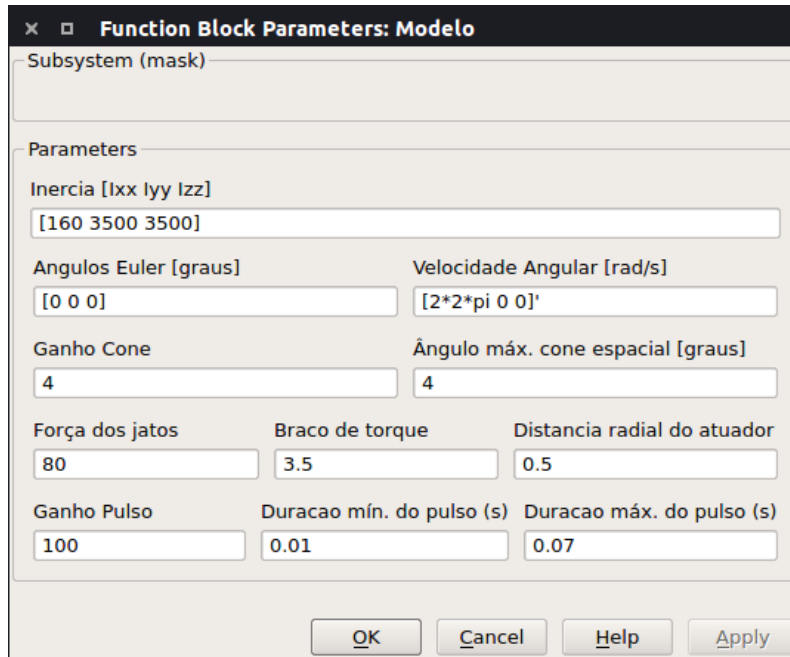 Function Block Parameters: Modelo
Subsystem (mask)
Parameters
Inercia [Ixx Iyy Izz]
[160 3500 3500]
Angulos Euler [graus] Velocidade Angular [rad/s]
[0 0 0] [2*2*pi 0 0]'
Ganho Cone Ângulo máx. cone espacial [graus]
4 4
Força dos jatos Braco de torque Distancia radial do atuador
80 3.5 0.5
Ganho Pulso Duracao mín. do pulso (s) Duracao máx. do pulso (s)
100 0.01 0.07
OK Cancel Help Apply